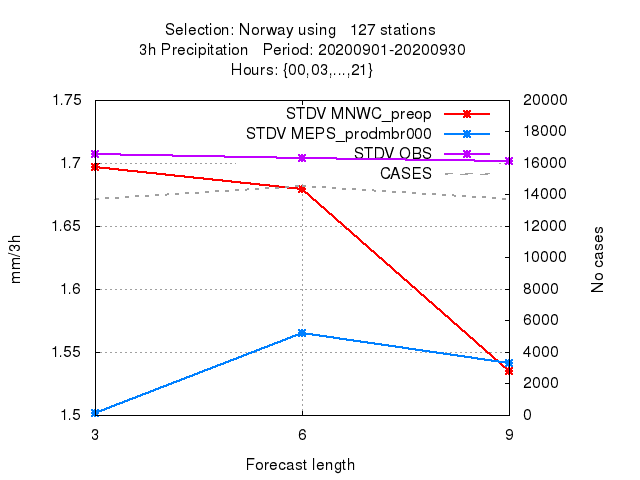 Selection: Norway using   127 stations
3h Precipitation   Period: 20200901-20200930
Hours: {00,03,...,21}
STDV MNWC_preop
STDV MEPS_prodmbr000
STDV OBS
CASES
1.75
1.7
1.65
1.6
1.55
1.5
20000
18000
16000
14000
12000
10000
8000
6000
4000
2000
0
mm/3h
No cases
3 6 9
Forecast length